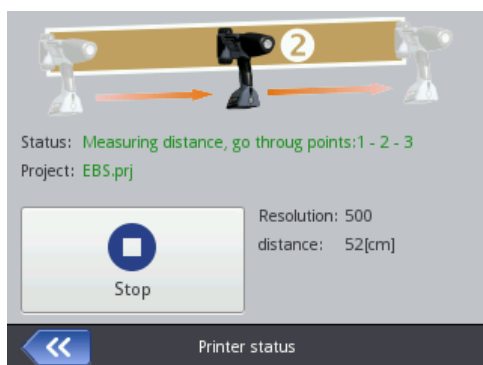 2
Status: Measuring distance, go throug points:1 - 2 - 3
Project: EBS.prj
Resolution: 500
distance: 52[cm]
Stop
Printer status